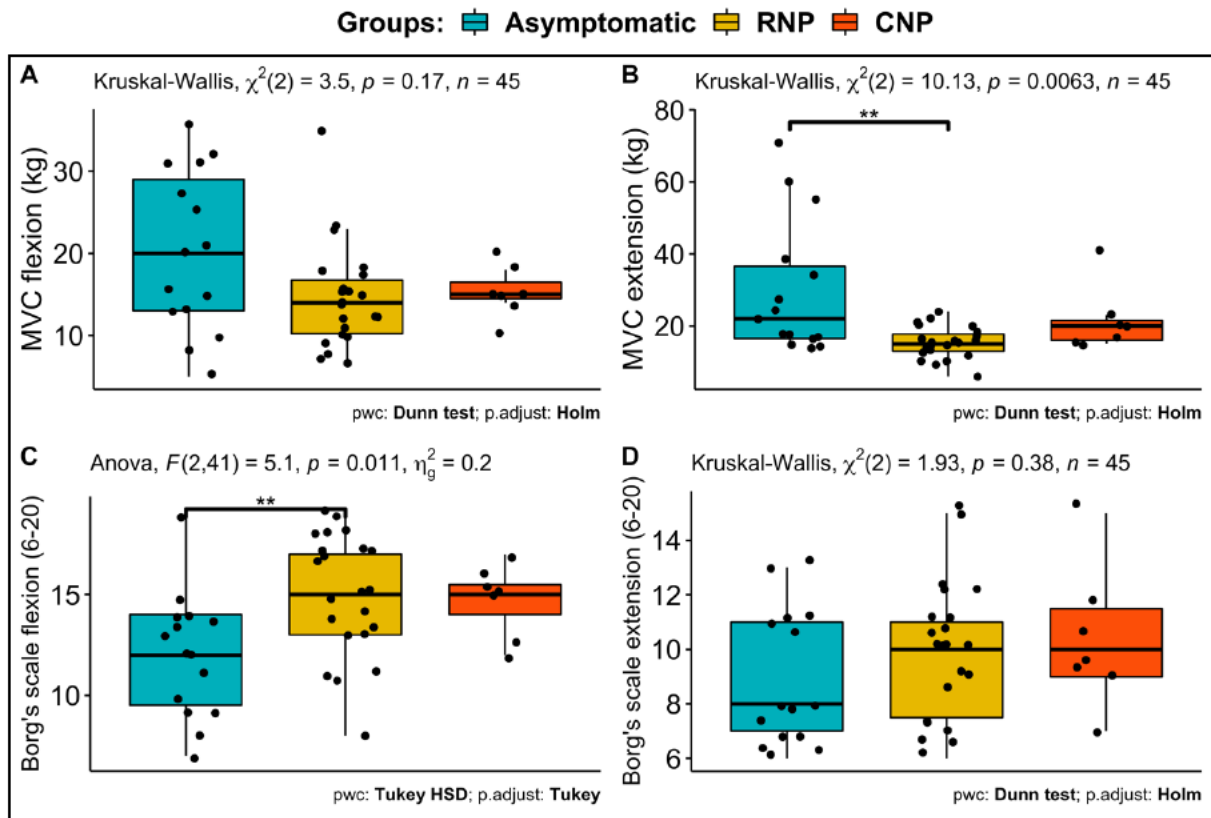 Groups: Asymptomatic RNP CNP
A
Kruskal-Wallis, χ²(2) = 3.5, p = 0.17, n = 45
MVC flexion (kg)
30
20
10
pwc: Dunn test; p.adjust: Holm
B
Kruskal-Wallis, χ²(2) = 10.13, p = 0.0063, n = 45
MVC extension (kg)
80
60
40
20
**
pwc: Dunn test; p.adjust: Holm
C
Anova, F(2,41) = 5.1, p = 0.011, η²g = 0.2
Borg's scale flexion (6-20)
15
10
**
pwc: Tukey HSD; p.adjust: Tukey
D
Kruskal-Wallis, χ²(2) = 1.93, p = 0.38, n = 45
Borg's scale extension (6-20)
14
12
10
8
6
pwc: Dunn test; p.adjust: Holm